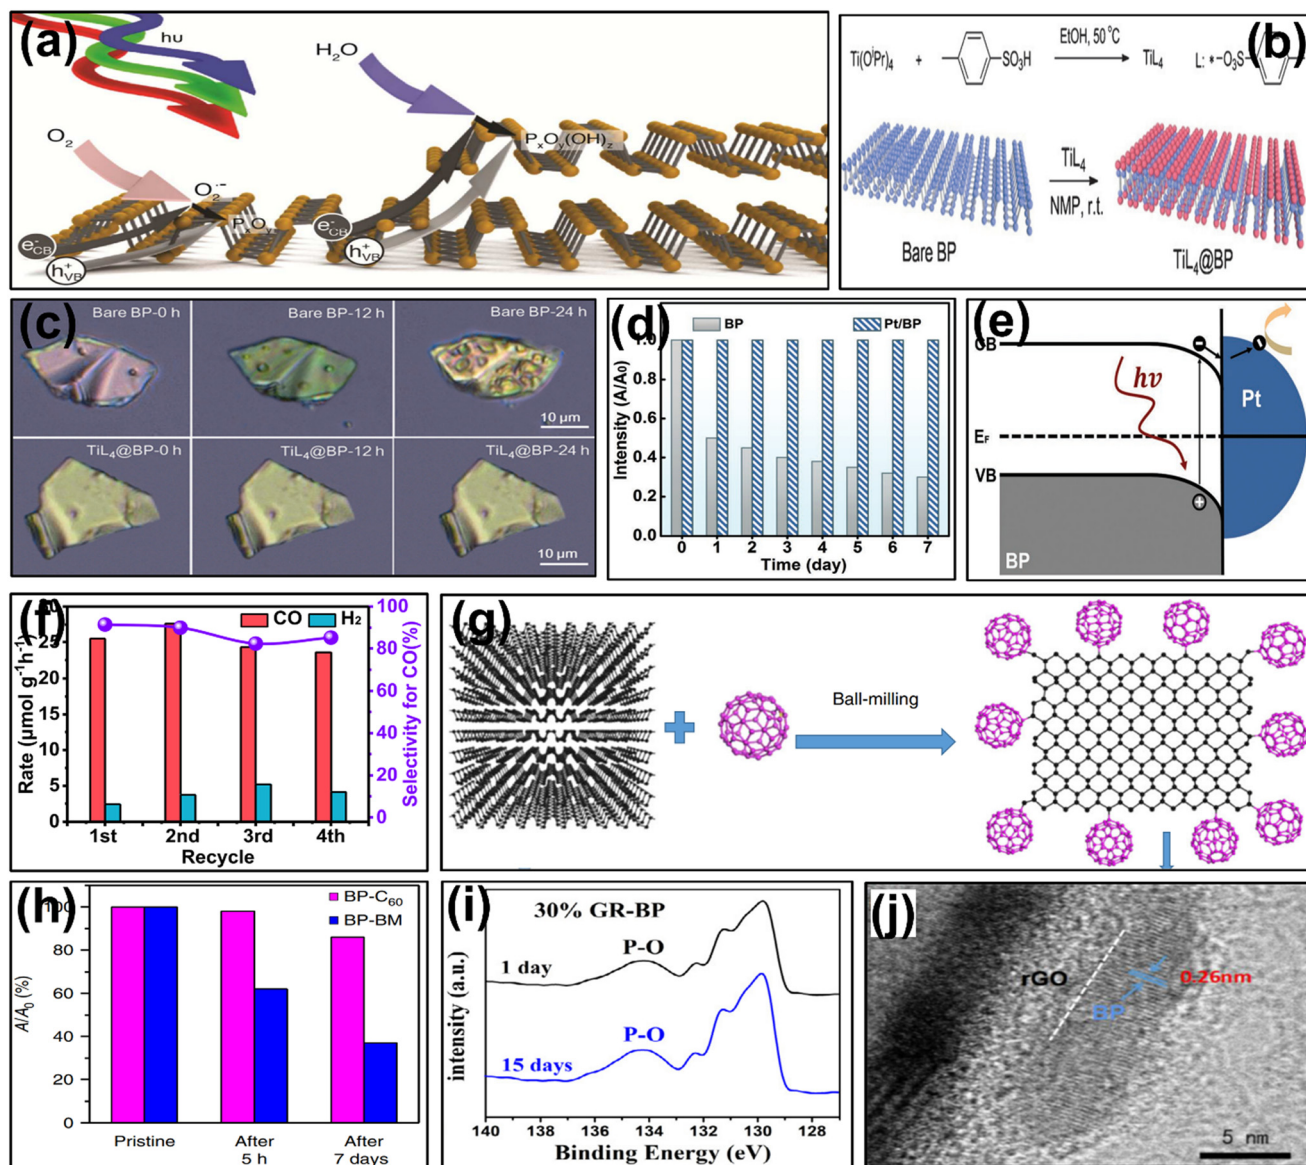 (a)
hυ
H₂O
O₂
O₂·⁻
PₓOᵧ
PₓOᵧ(OH)z
e⁻CB
h⁺VB
e⁻CB
h⁺VB
(b)
Ti(OⁱPr)₄ + SO₃H
EtOH, 50 °C
TiL₄
L: *–O₃S
Bare BP
TiL₄
NMP, r.t.
TiL₄@BP
(c)
Bare BP-0 h
Bare BP-12 h
Bare BP-24 h
10 µm
TiL₄@BP-0 h
TiL₄@BP-12 h
TiL₄@BP-24 h
10 µm
(d)
BP
Pt/BP
Intensity (A/A₀)
1.0
0.8
0.6
0.4
0.2
0.0
0 1 2 3 4 5 6 7
Time (day)
(e)
CB
hν
Pt
EF
VB
BP
(f)
CO
H₂
Rate (µmol g⁻¹h⁻¹)
30
25
20
15
10
5
0
1st 2nd 3rd 4th
Recycle
100
80
60
40
20
0
Selectivity for CO(%)
(g)
Ball-milling
(h)
BP-C₆₀
BP-BM
A/A₀ (%)
100
80
60
40
20
0
Pristine
After
5 h
After
7 days
(i)
30% GR-BP
P-O
1 day
P-O
15 days
intensity (a.u.)
140 138 136 134 132 130 128
Binding Energy (eV)
(j)
rGO
BP
0.26nm
5 nm